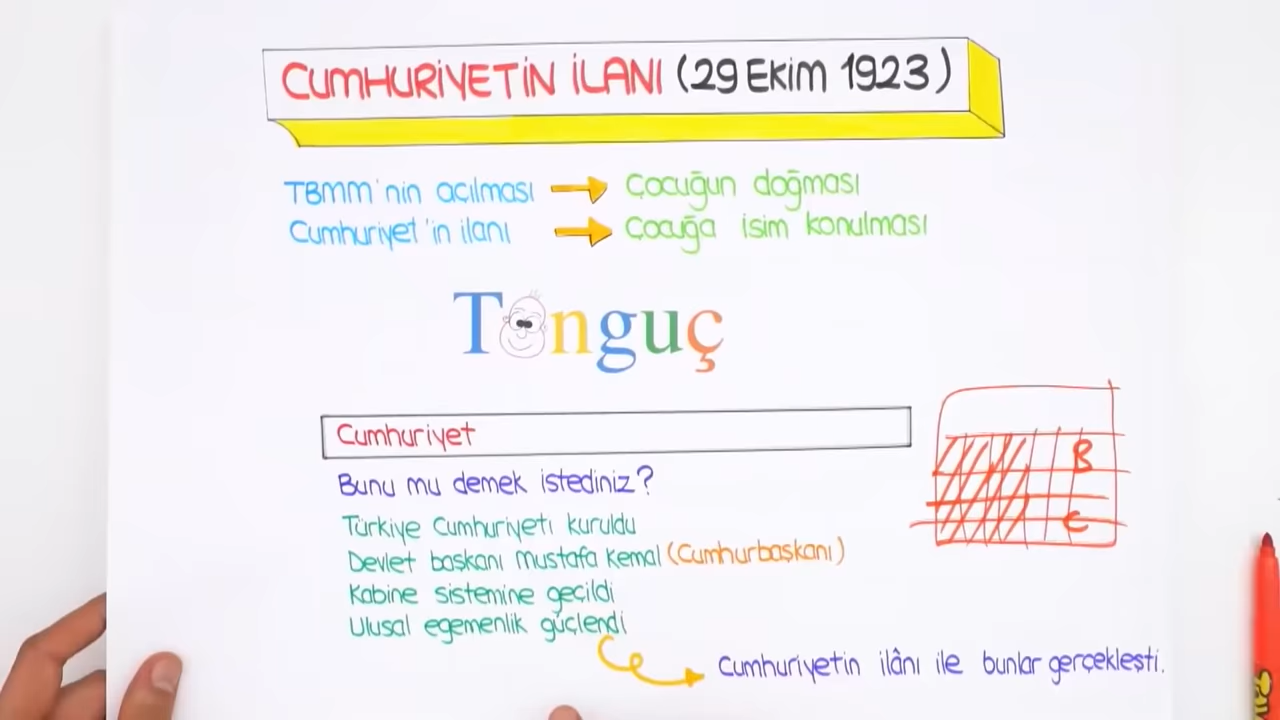 CUMHURİYETİN İLANI (29 EKİM 1923)
TBMM'nin açılması → Çocuğun doğması
Cumhuriyet'in ilanı → Çocuğa isim konulması
Tonguç
Cumhuriyet
Bunu mu demek istediniz?
Türkiye Cumhuriyeti kuruldu
Devlet başkanı Mustafa Kemal (Cumhurbaşkanı)
Kabine sistemine geçildi
Ulusal egemenlik güçlendi
Cumhuriyetin ilânı ile bunlar gerçekleşti.
B
C